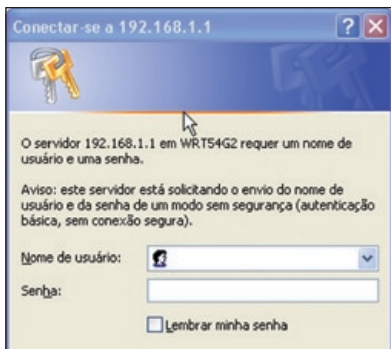 Conectar-se a 192.168.1.1
O servidor 192.168.1.1 em WRT54G2 requer um nome de
usuário e uma senha.
Aviso: este servidor está solicitando o envio do nome de
usuário e da senha de um modo sem segurança (autenticação
básica, sem conexão segura).
Nome de usuário:
Senha:
Lembrar minha senha